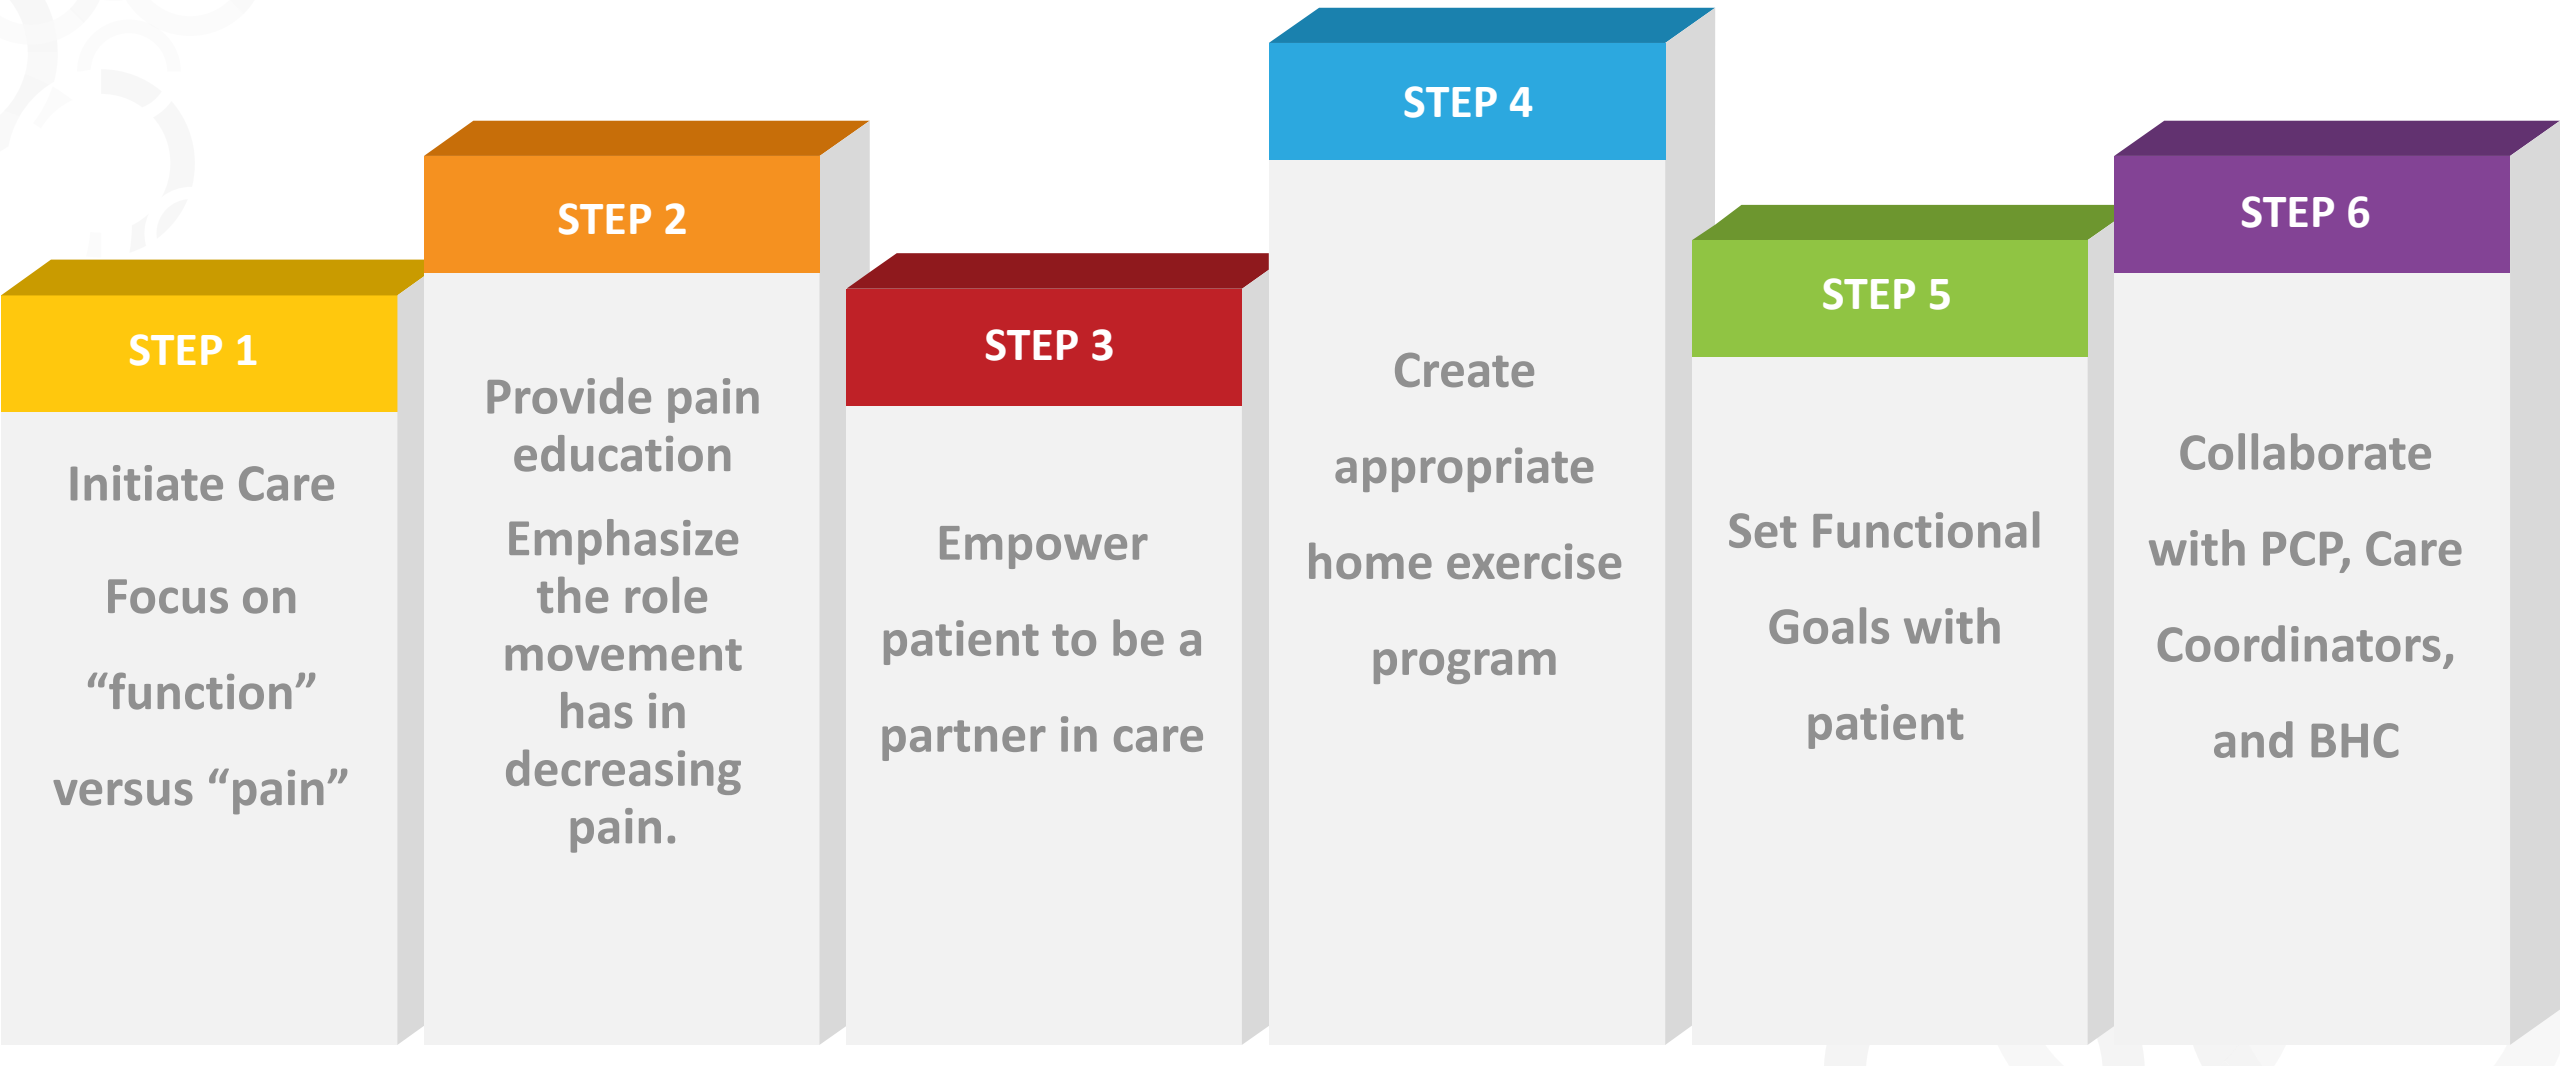 STEP 1
Initiate Care
Focus on
“function”
versus “pain”
STEP 2
Provide pain
education
Emphasize
the role
movement
has in
decreasing
pain.
STEP 3
Empower
patient to be a
partner in care
STEP 4
Create
appropriate
home exercise
program
STEP 5
Set Functional
Goals with
patient
STEP 6
Collaborate
with PCP, Care
Coordinators,
and BHC